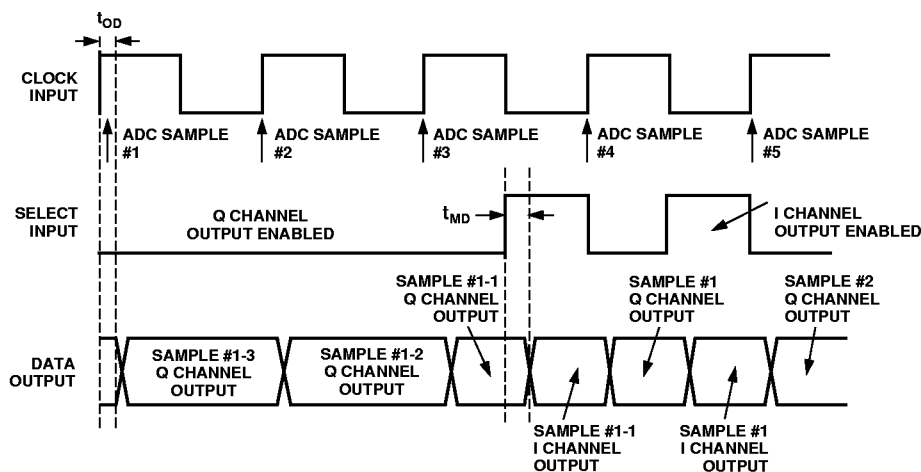 tOD
CLOCK
INPUT
ADC SAMPLE
#1
ADC SAMPLE
#2
ADC SAMPLE
#3
ADC SAMPLE
#4
ADC SAMPLE
#5
SELECT
INPUT
Q CHANNEL
OUTPUT ENABLED
tMD
I CHANNEL
OUTPUT ENABLED
SAMPLE #1-1
Q CHANNEL
OUTPUT
SAMPLE #1
Q CHANNEL
OUTPUT
SAMPLE #2
Q CHANNEL
OUTPUT
DATA
OUTPUT
SAMPLE #1-3
Q CHANNEL
OUTPUT
SAMPLE #1-2
Q CHANNEL
OUTPUT
SAMPLE #1-1
I CHANNEL
OUTPUT
SAMPLE #1
I CHANNEL
OUTPUT